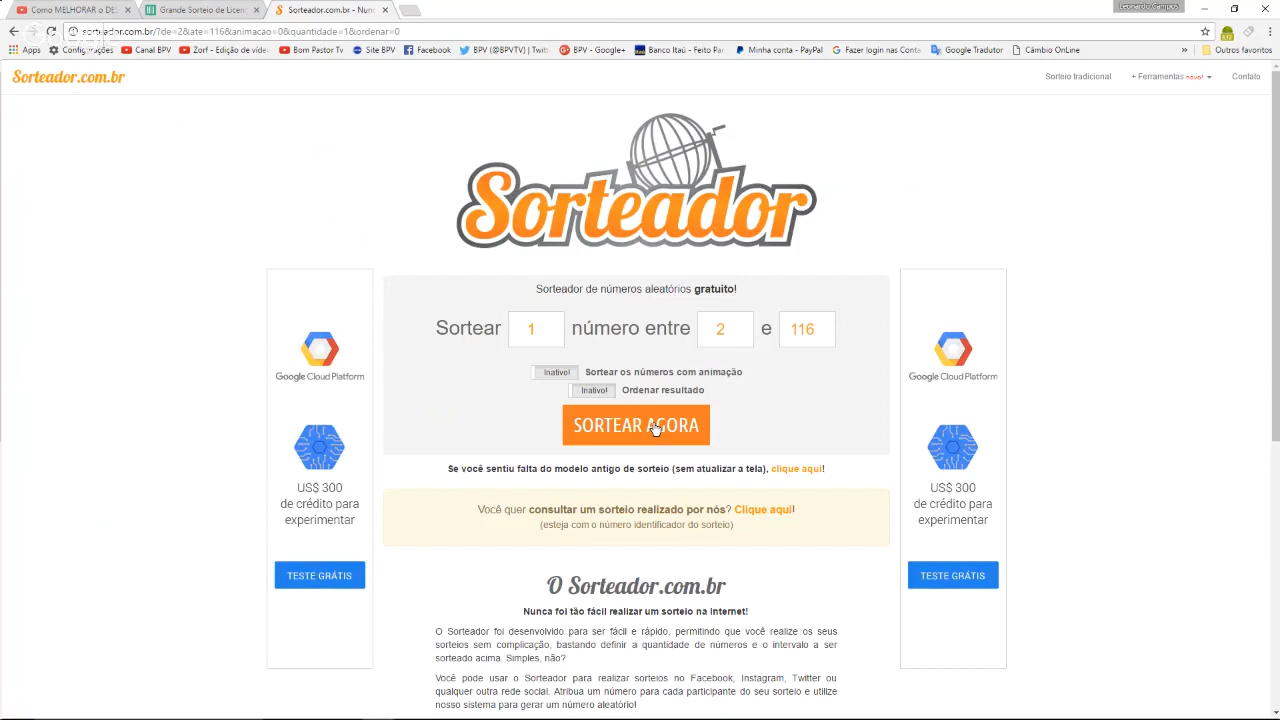 Leonardo Campos
Como MELHORAR o DES
Grande Sorteio de Licenc
Sorteador.com.br - Nunc
sorteador.com.br/?de=2&ate=116&animacao=0&quantidade=1&ordenar=0
Apps Configurações Canal BPV Zorf - Edição de vídeo Bom Pastor Tv Site BPV Facebook BPV (@BPVTV) | Twit BPV - Google+ Banco Itaú - Feito Par Minha conta - PayPal Fazer login nas Conta Google Tradutor Câmbio OnLine » Outros favoritos
Sorteador.com.br
Sorteio tradicional + Ferramentas novo! Contato
Sorteador
Sorteador de números aleatórios gratuito!
Sortear 1 número entre 2 e 116
Inativo! Sortear os números com animação
Inativo! Ordenar resultado
SORTEAR AGORA
Se você sentiu falta do modelo antigo de sorteio (sem atualizar a tela), clique aqui!
Você quer consultar um sorteio realizado por nós? Clique aqui!
(esteja com o número identificador do sorteio)
O Sorteador.com.br
Nunca foi tão fácil realizar um sorteio na Internet!
O Sorteador foi desenvolvido para ser fácil e rápido, permitindo que você realize os seus
sorteios sem complicação, bastando definir a quantidade de números e o intervalo a ser
sorteado acima. Simples, não?
Você pode usar o Sorteador para realizar sorteios no Facebook, Instagram, Twitter ou
qualquer outra rede social. Atribua um número para cada participante do seu sorteio e utilize
nosso sistema para gerar um número aleatório!
Google Cloud Platform
US$ 300
de crédito para
experimentar
TESTE GRÁTIS
Google Cloud Platform
US$ 300
de crédito para
experimentar
TESTE GRÁTIS